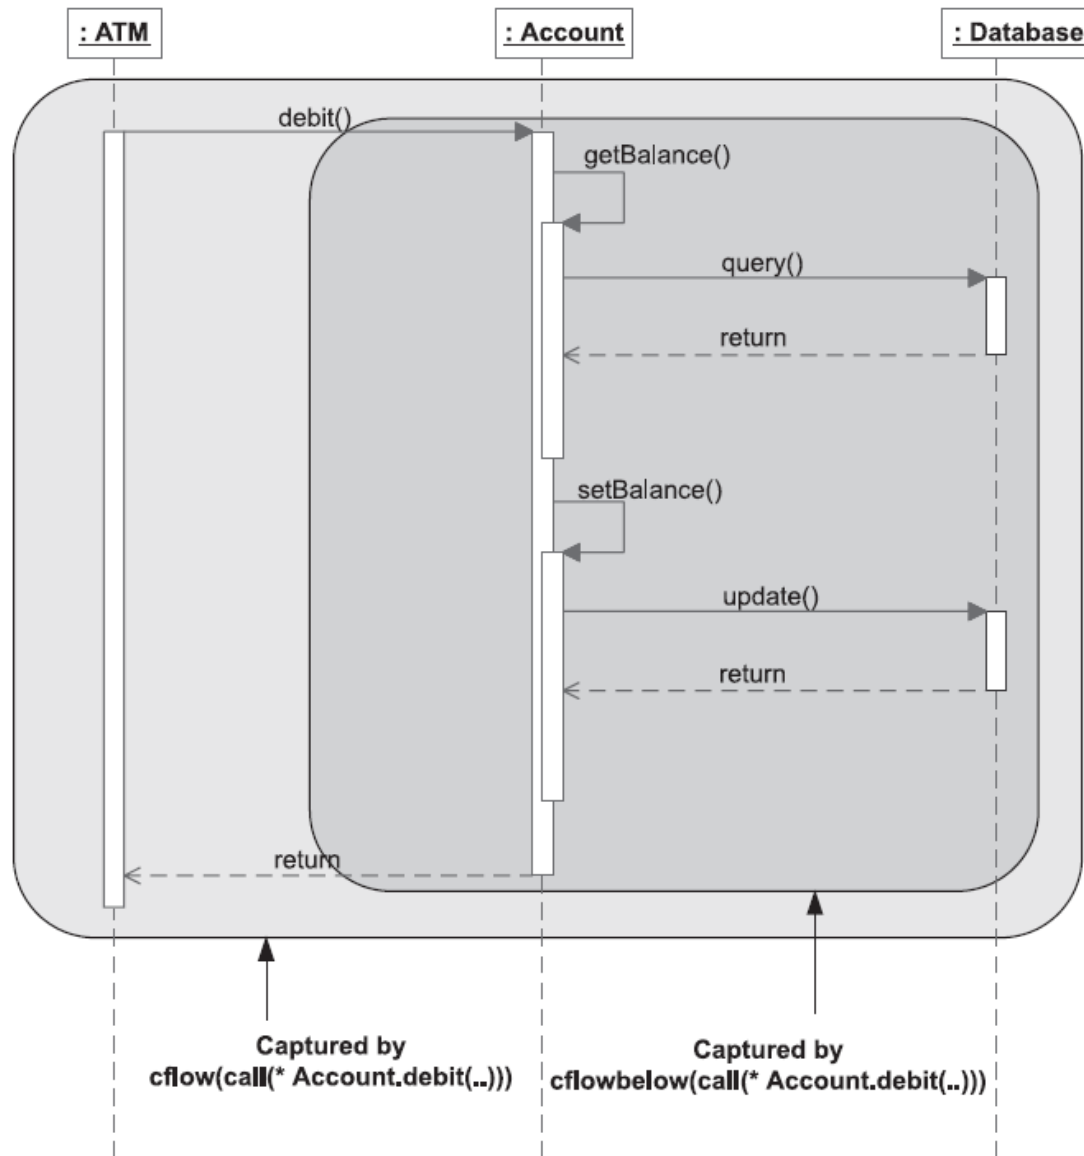 : ATM
: Account
: Database
debit()
getBalance()
query()
return
setBalance()
update()
return
return
Captured by
cflow(call(* Account.debit(..)))
Captured by
cflowbelow(call(* Account.debit(..)))